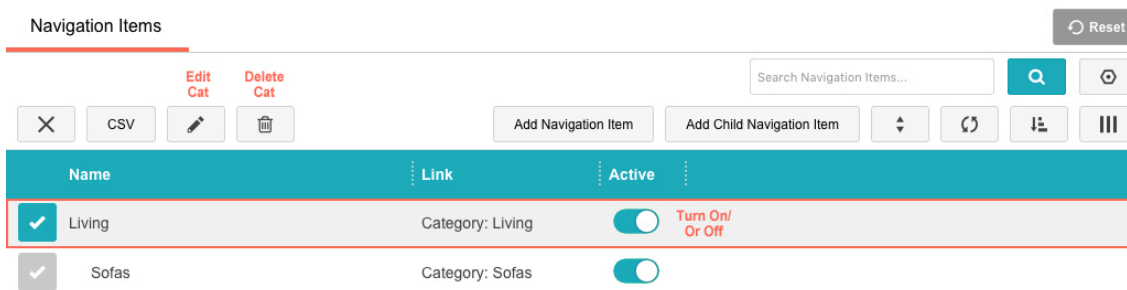 Navigation Items
Reset
Edit
Cat
Delete
Cat
Search Navigation Items...
CSV
Add Navigation Item
Add Child Navigation Item
Name
Link
Active
Living
Category: Living
Turn On/
Or Off
Sofas
Category: Sofas